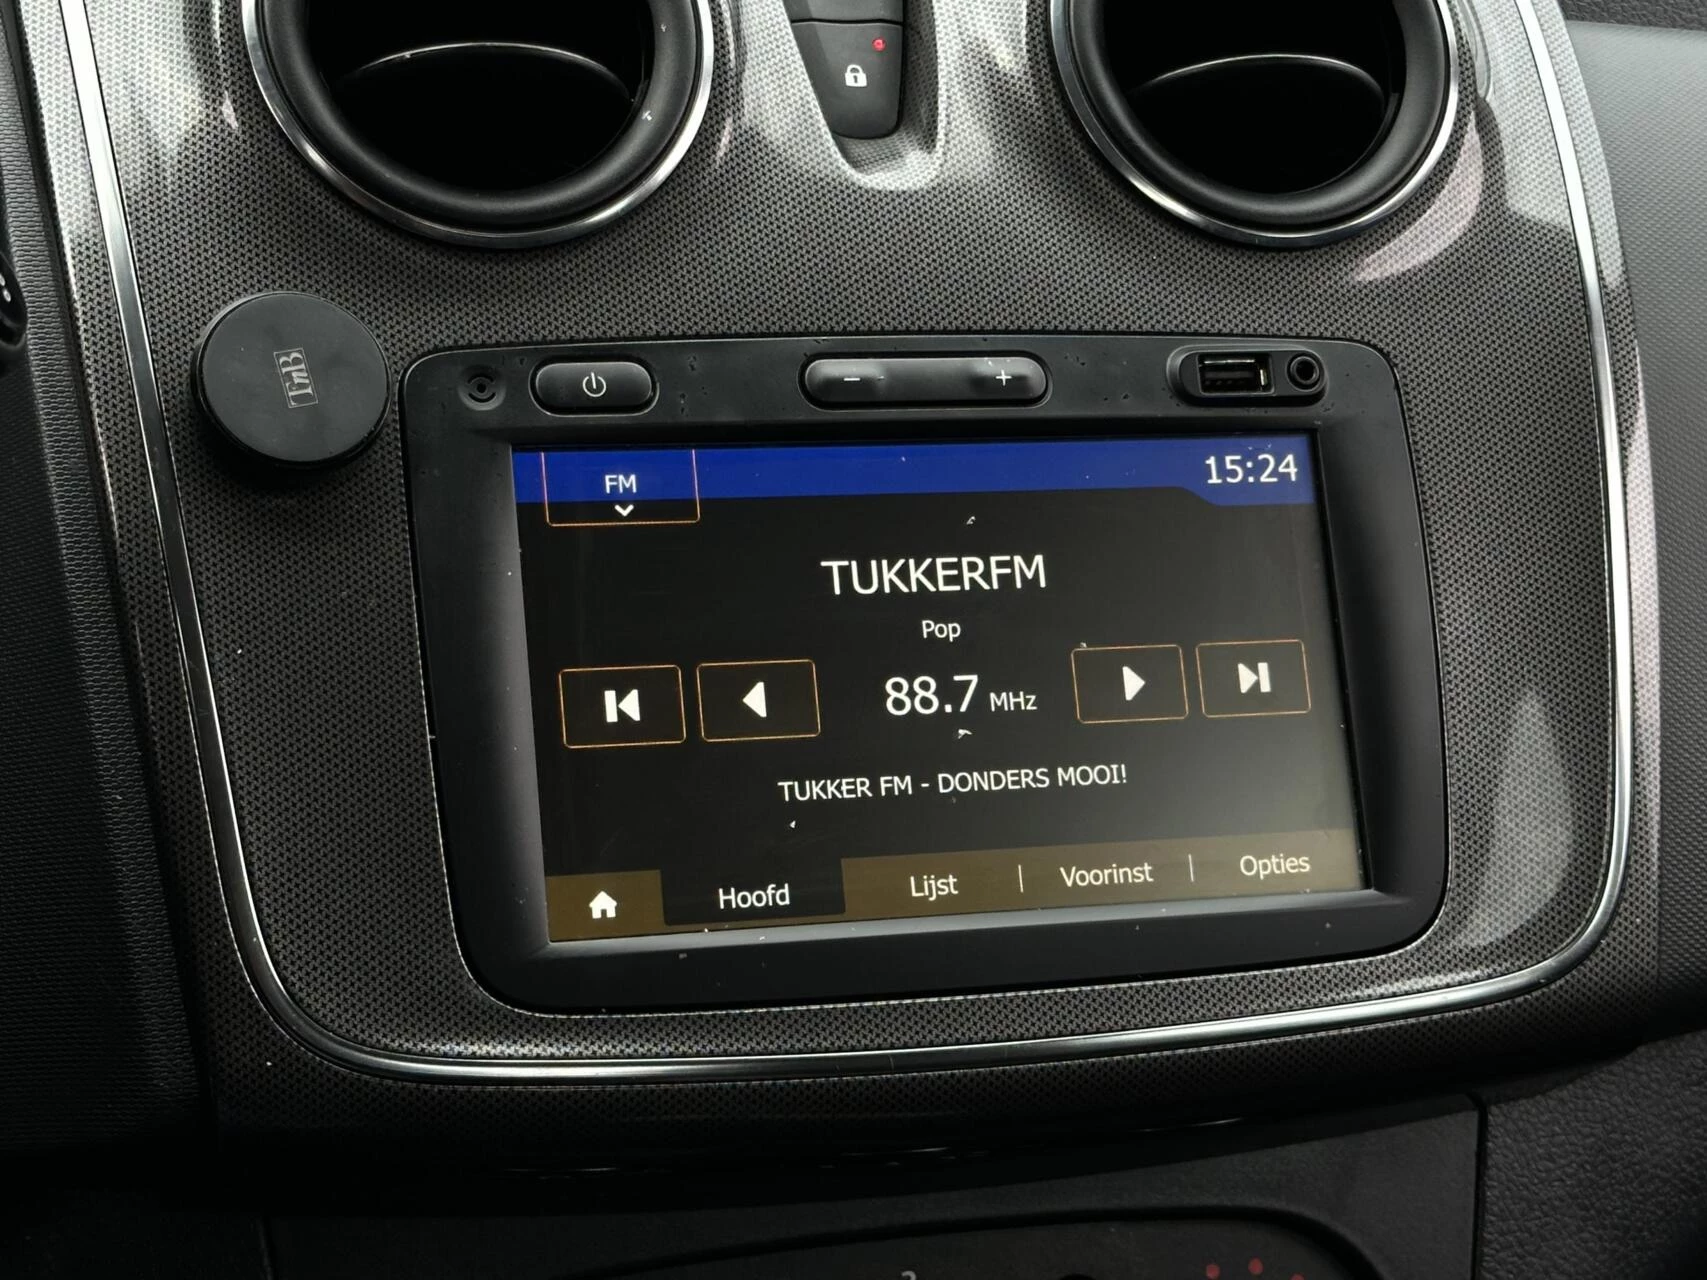 TnB
− +
FM
15:24
TUKKERFM
Pop
88.7 MHz
TUKKER FM - DONDERS MOOI!
Hoofd | Lijst | Voorinst | Opties